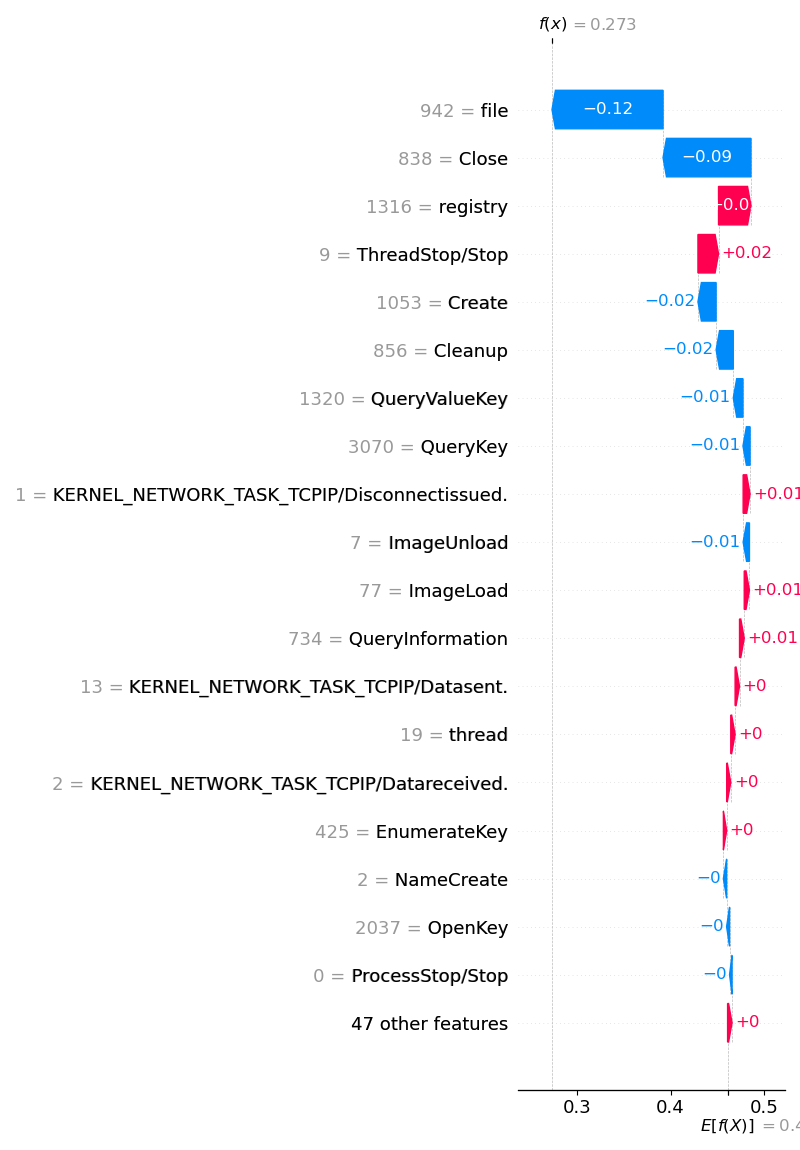 f(x) = 0.273
942 = file −0.12
838 = Close −0.09
1316 = registry
9 = ThreadStop/Stop +0.02
1053 = Create −0.02
856 = Cleanup −0.02
1320 = QueryValueKey −0.01
3070 = QueryKey −0.01
1 = KERNEL_NETWORK_TASK_TCPIP/Disconnectissued. +0.01
7 = ImageUnload −0.01
77 = ImageLoad +0.01
734 = QueryInformation +0.01
13 = KERNEL_NETWORK_TASK_TCPIP/Datasent. +0
19 = thread +0
2 = KERNEL_NETWORK_TASK_TCPIP/Datareceived. +0
425 = EnumerateKey +0
2 = NameCreate −0
2037 = OpenKey −0
0 = ProcessStop/Stop −0
47 other features +0
0.3 0.4 0.5
E[f(X)] = 0.4